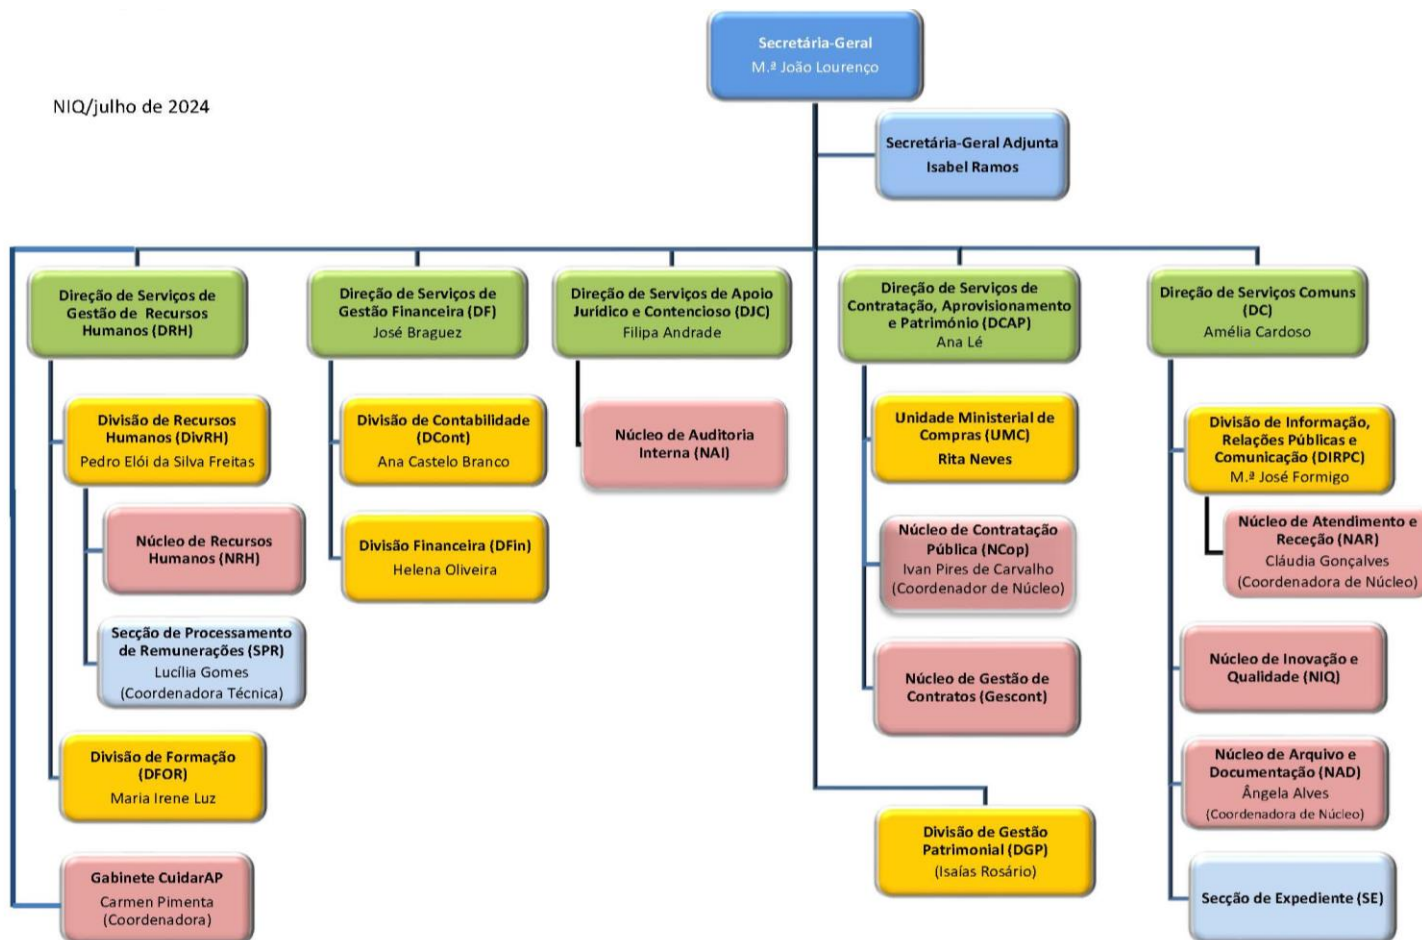 Secretária-Geral
M.ª João Lourenço
NIQ/julho de 2024
Secretária-Geral Adjunta
Isabel Ramos
Direção de Serviços de
Gestão de Recursos
Humanos (DRH)
Divisão de Recursos
Humanos (DivRH)
Pedro Elói da Silva Freitas
Núcleo de Recursos
Humanos (NRH)
Secção de Processamento
de Remunerações (SPR)
Lucília Gomes
(Coordenadora Técnica)
Divisão de Formação
(DFOR)
Maria Irene Luz
Gabinete CuidarAP
Carmen Pimenta
(Coordenadora)
Direção de Serviços de
Gestão Financeira (DF)
José Braguez
Divisão de Contabilidade
(DCont)
Ana Castelo Branco
Divisão Financeira (DFin)
Helena Oliveira
Direção de Serviços de Apoio
Jurídico e Contencioso (DJC)
Filipa Andrade
Núcleo de Auditoria
Interna (NAI)
Direção de Serviços de
Contratação, Aprovisionamento
e Património (DCAP)
Ana Lé
Unidade Ministerial de
Compras (UMC)
Rita Neves
Núcleo de Contratação
Pública (NCop)
Ivan Pires de Carvalho
(Coordenador de Núcleo)
Núcleo de Gestão de
Contratos (Gescont)
Divisão de Gestão
Patrimonial (DGP)
(Isaías Rosário)
Direção de Serviços Comuns
(DC)
Amélia Cardoso
Divisão de Informação,
Relações Públicas e
Comunicação (DIRPC)
M.ª José Formigo
Núcleo de Atendimento e
Receção (NAR)
Cláudia Gonçalves
(Coordenadora de Núcleo)
Núcleo de Inovação e
Qualidade (NIQ)
Núcleo de Arquivo e
Documentação (NAD)
Ângela Alves
(Coordenadora de Núcleo)
Secção de Expediente (SE)